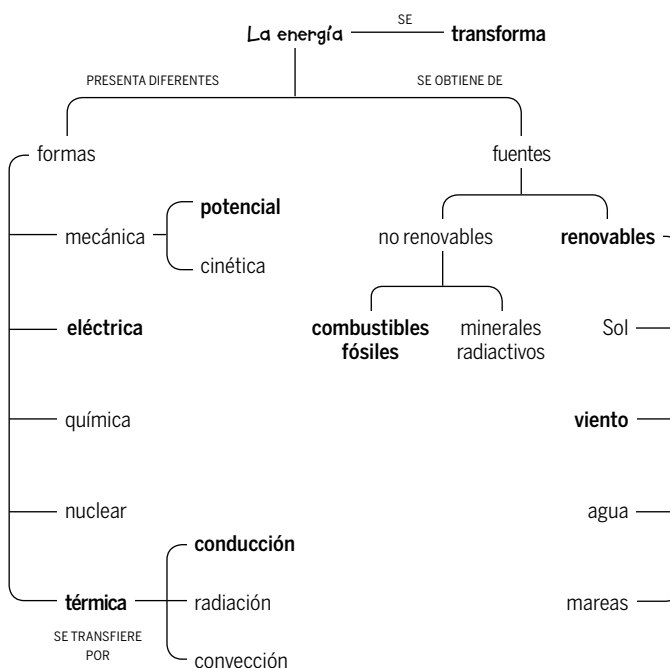 La energía
SE
transforma
PRESENTA DIFERENTES
SE OBTIENE DE
formas
mecánica
potencial
cinética
eléctrica
química
nuclear
térmica
SE TRANSFIERE
POR
conducción
radiación
convección
fuentes
no renovables
combustibles
fósiles
minerales
radiactivos
renovables
Sol
viento
agua
mareas